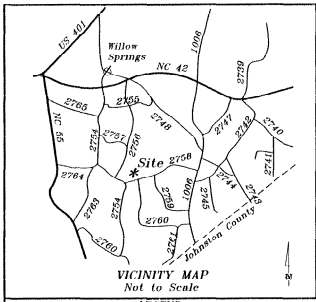 US 401
Willow
Springs
1006
NC 42
2739
2765
2755
2748
2747
2742
2740
NC 55
2754
2757
2756
2741
Site
2758
2764
2744
2743
2763
2754
2759
1006
2745
2760
2760
Johnston County
N
VICINITY MAP
Not to Scale